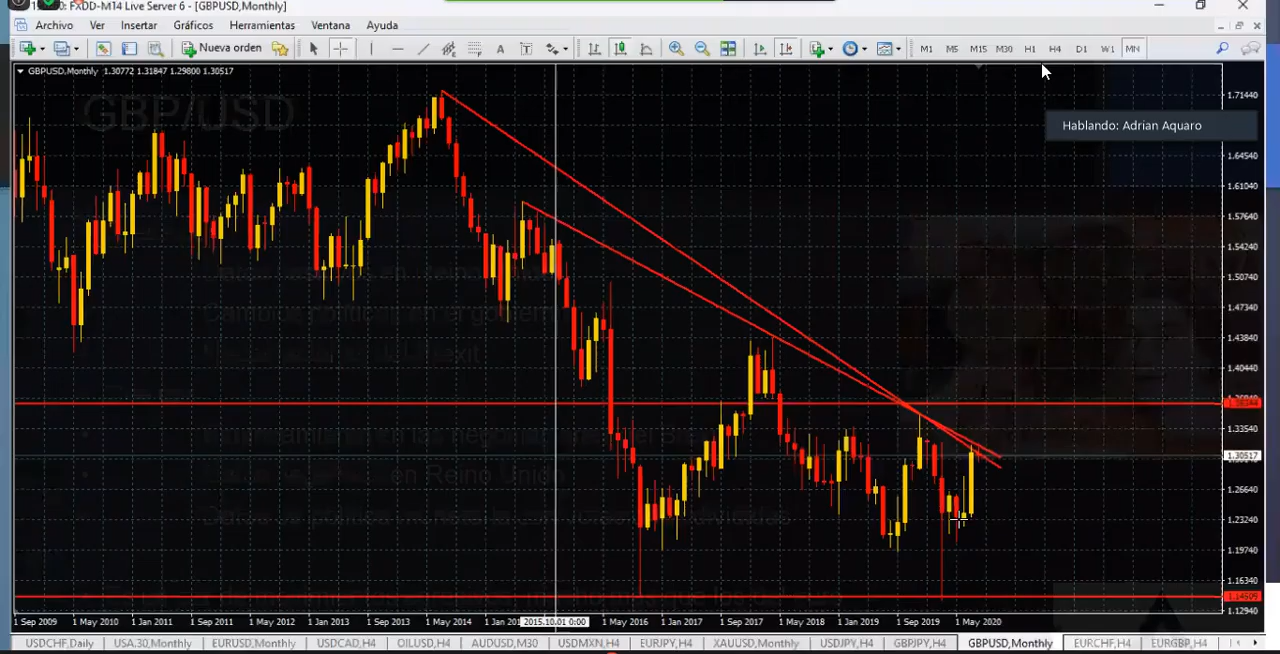 FXDD-M14 Live Server 6 - [GBPUSD,Monthly]
Archivo Ver Insertar Gráficos Herramientas Ventana Ayuda
Nueva orden A T M1 M5 M15 M30 H1 H4 D1 W1 MN
GBPUSD,Monthly 1.30772 1.31847 1.29800 1.30517
GBP/USD
Hablando: Adrian Aquaro
1.71440
1.64540
1.61040
1.57640
1.54240
1.50740
1.47340
1.43840
1.40440
1.33540
1.30517
1.26640
1.23240
1.19740
1.16340
1.12940
en Reino Unido
1 Sep 2009 1 May 2010 1 Jan 2011 1 Sep 2011 1 May 2012 1 Jan 2013 1 Sep 2013 1 May 2014 2015.10.01 0:00 1 May 2016 1 Jan 2017 1 Sep 2017 1 May 2018 1 Jan 2019 1 Sep 2019 1 May 2020
USDCHF,Daily USA.30,Monthly EURUSD,Monthly USDCAD,H4 OILUSD,H4 AUDUSD,M30 USDMXN,H4 EURJPY,H4 XAUUSD,Monthly USDJPY,H4 GBPJPY,H4 GBPUSD,Monthly EURCHF,H4 EURGBP,H4